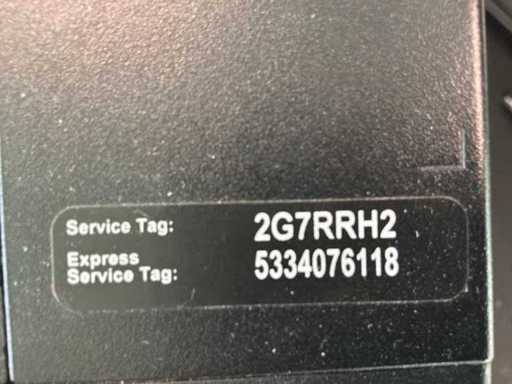 Service Tag: 2G7RRH2
Express
Service Tag: 5334076118